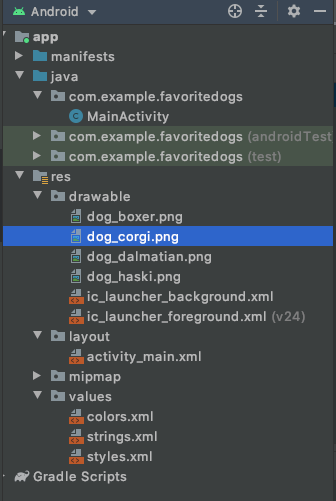 Android
app
manifests
java
com.example.favoritedogs
MainActivity
com.example.favoritedogs (androidTest
com.example.favoritedogs (test)
res
drawable
dog_boxer.png
dog_corgi.png
dog_dalmatian.png
dog_haski.png
ic_launcher_background.xml
ic_launcher_foreground.xml (v24)
layout
activity_main.xml
mipmap
values
colors.xml
strings.xml
styles.xml
Gradle Scripts